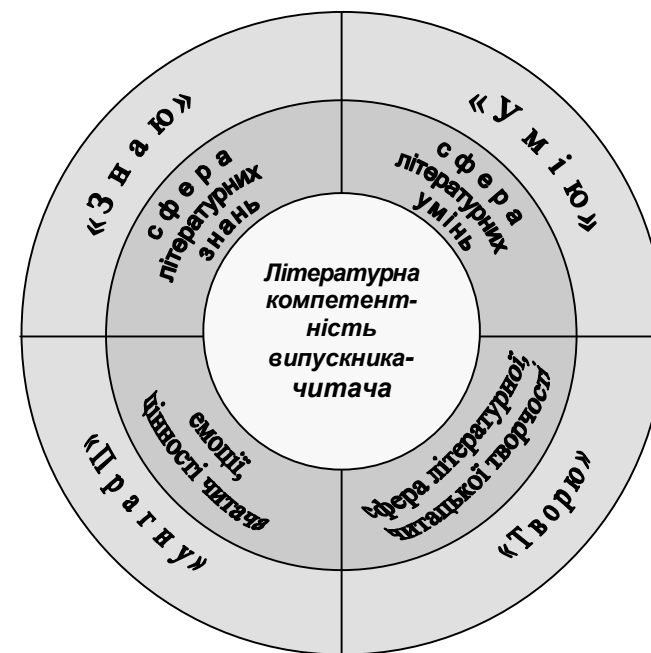 «Знаю»
«Умію»
сфера
літературних
знань
сфера
літературних
умінь
Літературна
компетент-
ність
випускника-
читача
емоції,
цінності читача
сфера літературної,
читацької творчості
«Прагну»
«Творю»